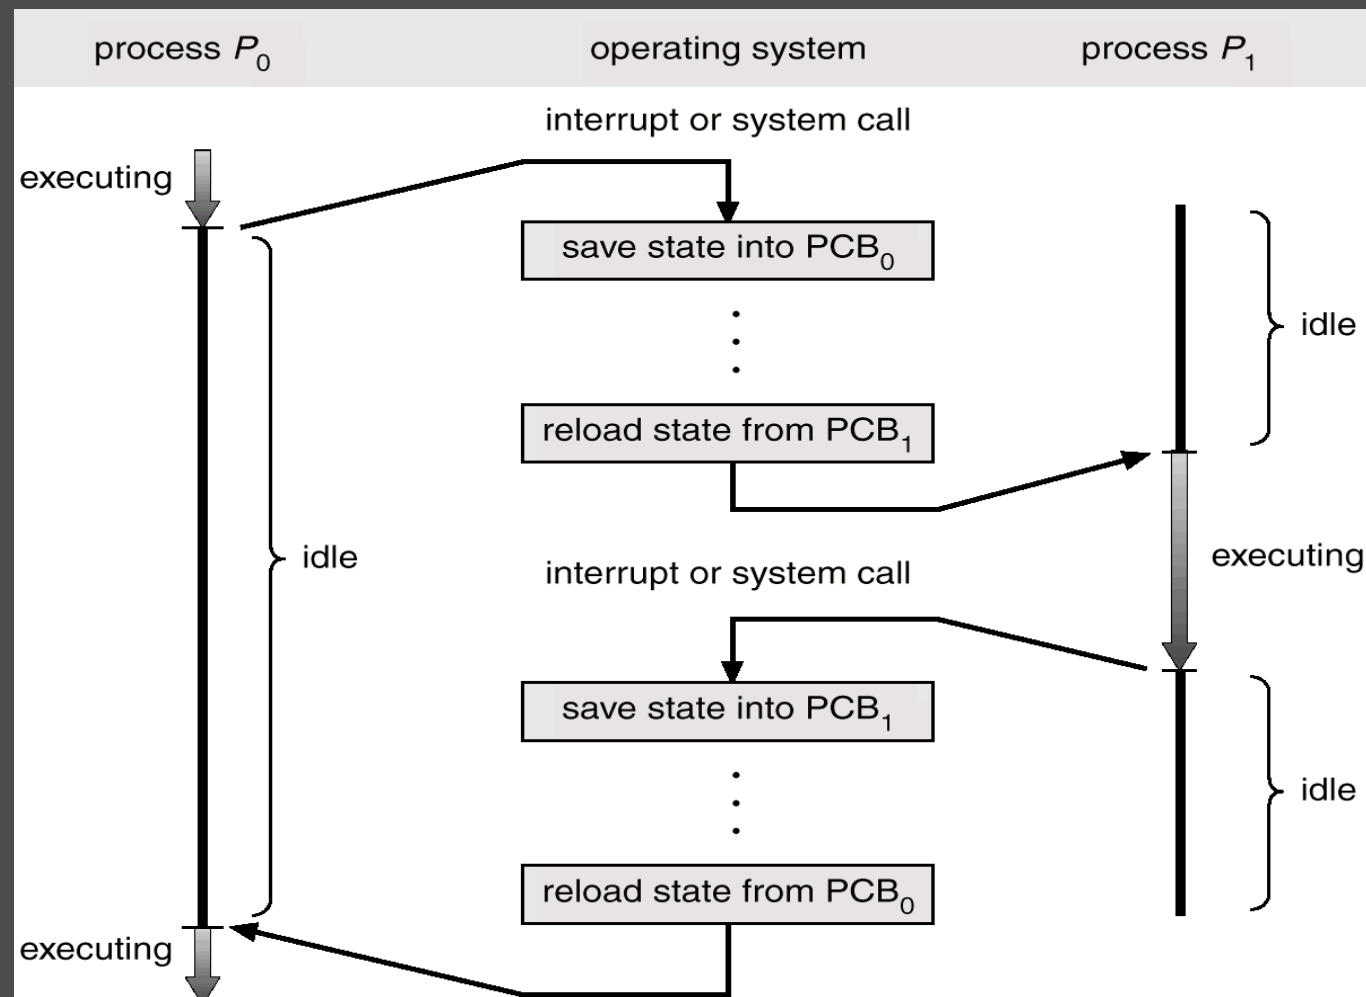 process P₀ operating system process P₁
interrupt or system call
executing
save state into PCB₀
idle
reload state from PCB₁
idle
executing
interrupt or system call
save state into PCB₁
idle
reload state from PCB₀
executing